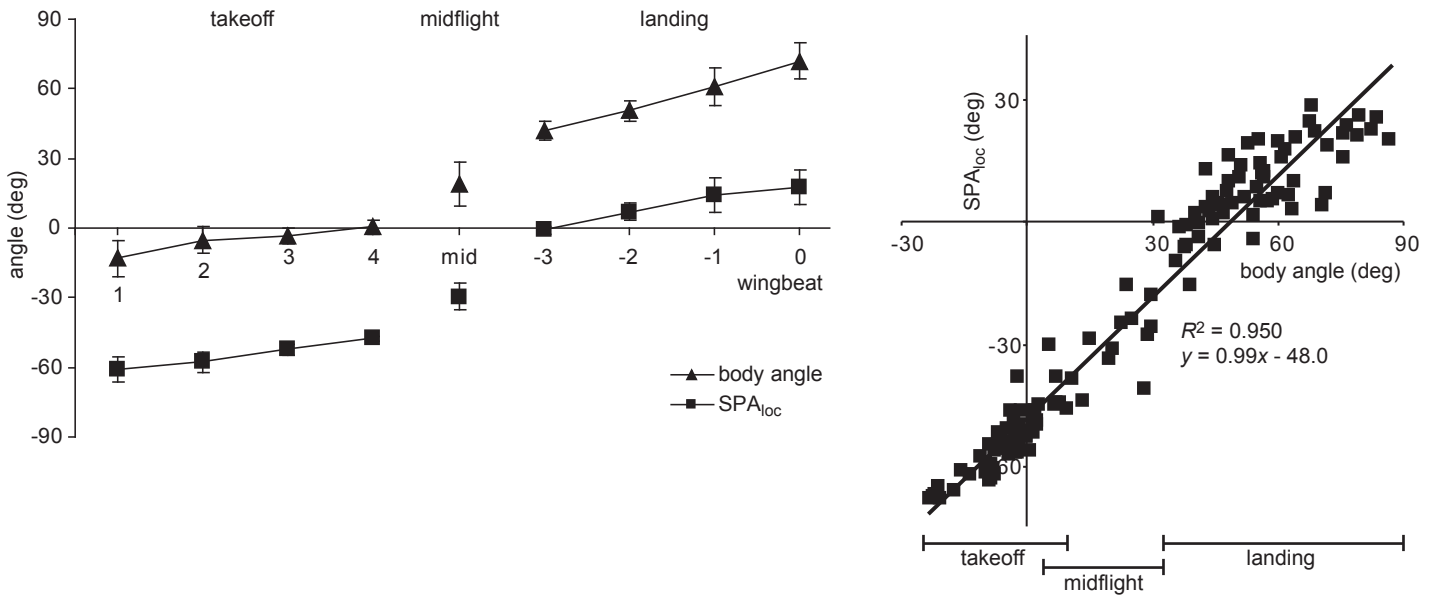 takeoff midflight landing
angle (deg)
90
60
30
0
-30
-60
-90
1 2 3 4 mid -3 -2 -1 0
wingbeat
body angle
SPAloc
SPAloc (deg)
30
-30 30 60 90
body angle (deg)
-30
R² = 0.950
y = 0.99x - 48.0
60
takeoff landing
midflight